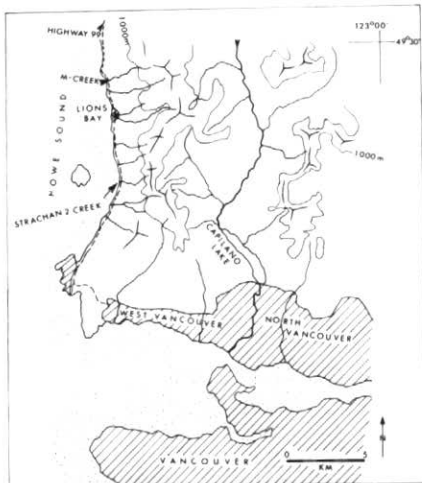 HIGHWAY 99
1000m
123°00'
49°30'
M-CREEK
LIONS BAY
HOWE SOUND
1000 m
STRACHAN 2 CREEK
CAPILANO LAKE
WEST VANCOUVER
NORTH VANCOUVER
N
VANCOUVER
0 5
KM